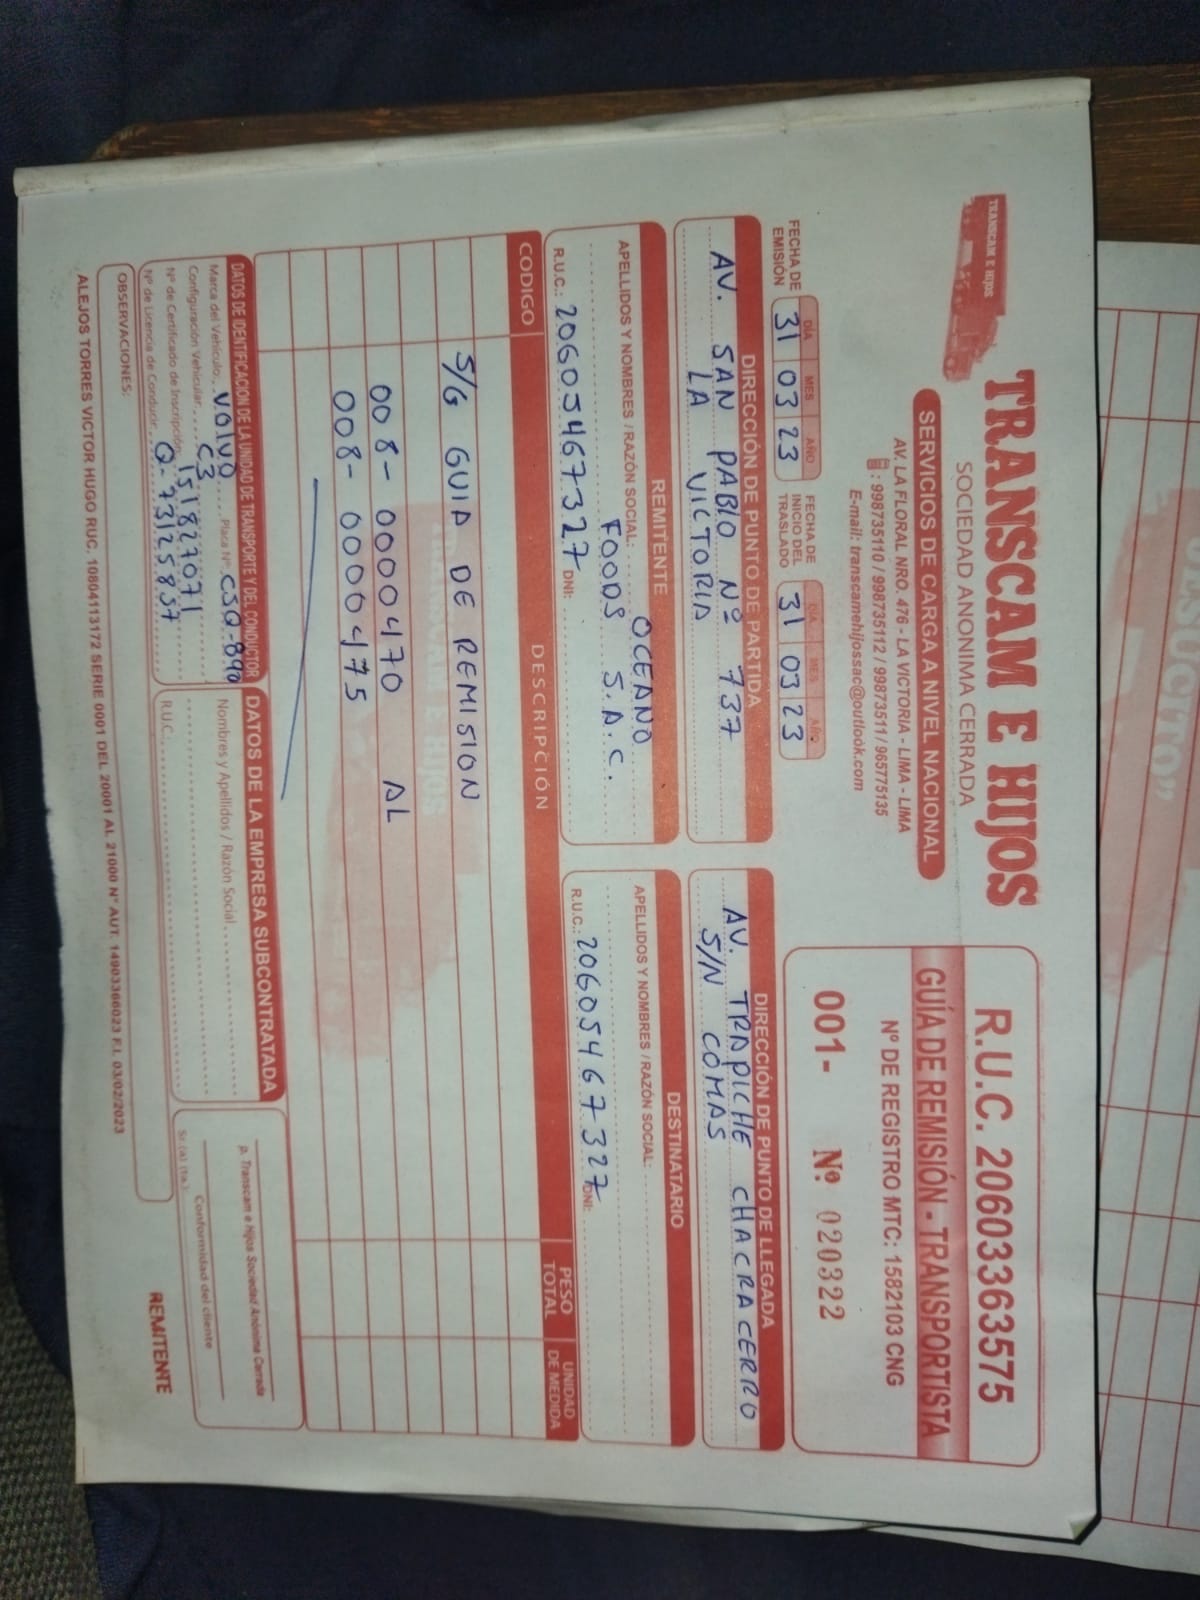 TRANSCAM E HIJOS
TRANSCAM E HIJOS
SOCIEDAD ANONIMA CERRADA
SERVICIOS DE CARGA A NIVEL NACIONAL
AV. LA FLORAL NRO. 476 - LA VICTORIA - LIMA - LIMA
: 998735110 / 998735112 / 998735111 / 965775135
E-mail: transcamehijossac@outlook.com
R.U.C. 20603363575
GUÍA DE REMISIÓN - TRANSPORTISTA
Nº DE REGISTRO MTC: 1582103 CNG
001- Nº 020322
FECHA DE EMISIÓN DÍA MES AÑO 31 03 23
FECHA DE INICIO DEL TRASLADO DÍA MES AÑO 31 03 23
DIRECCIÓN DE PUNTO DE PARTIDA
AV. SAN PABLO Nº 737
LA VICTORIA
DIRECCIÓN DE PUNTO DE LLEGADA
AV. TRAPICHE CHACRA CERRO
S/N COMAS
REMITENTE
APELLIDOS Y NOMBRES / RAZÓN SOCIAL: OCEANO
FOODS S.A.C.
R.U.C.: 20605467327 DNI:
DESTINATARIO
APELLIDOS Y NOMBRES / RAZÓN SOCIAL:
R.U.C.: 20605467327 DNI:
CODIGO DESCRIPCIÓN PESO TOTAL UNIDAD DE MEDIDA
S/G GUIA DE REMISION
008- 0000470 AL
008- 0000475
DATOS DE IDENTIFICACIÓN DE LA UNIDAD DE TRANSPORTE Y DEL CONDUCTOR
Marca del Vehículo: VOLVO Placa Nº: CSQ-890
Configuración Vehicular: C3
Nº de Certificado de Inscripción: 151827071
Nº de Licencia de Conducir: Q-73125857
DATOS DE LA EMPRESA SUBCONTRATADA
Nombres y Apellidos / Razón Social
R.U.C.:
p. Transcam e Hijos Sociedad Anónima Cerrada
Conformidad del cliente
Sr.(a) (ta.):
OBSERVACIONES:
ALEJOS TORRES VICTOR HUGO RUC. 10804113172 SERIE 0001 DEL 20001 AL 21000 Nº AUT. 14903366023 F.I. 03/02/2023
REMITENTE